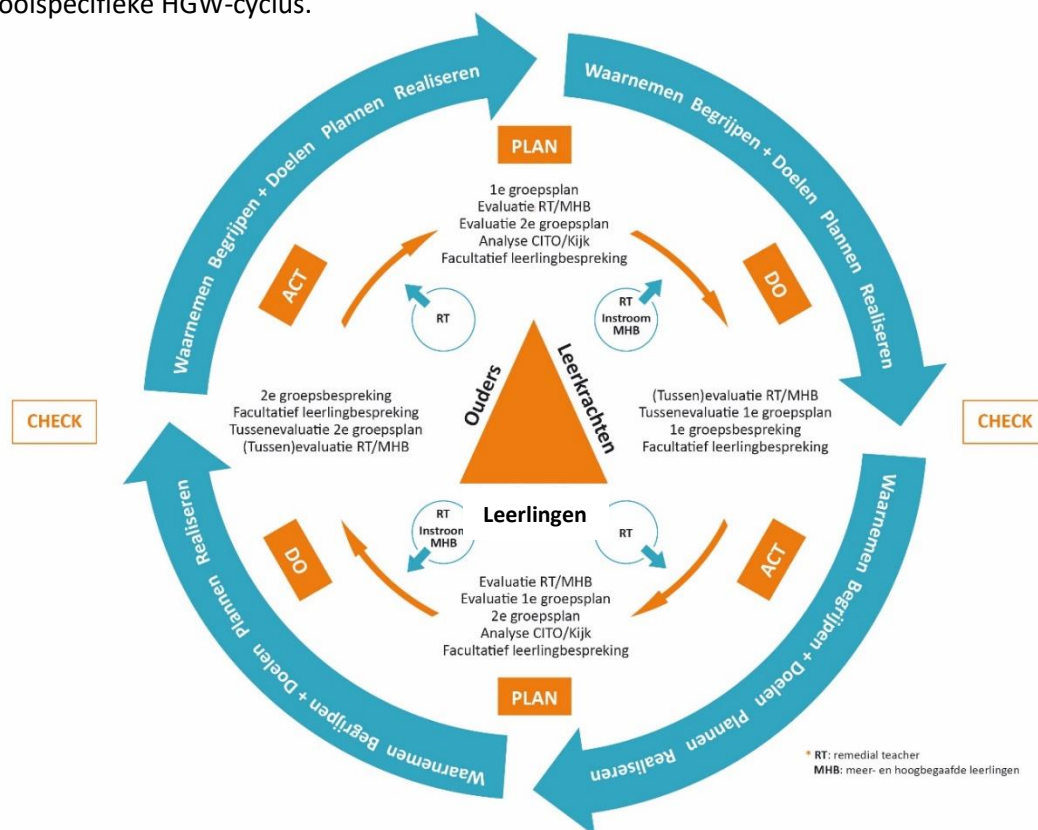 oolspecifieke HGW-cyclus.
Waarnemen Begrijpen + Doelen Plannen Realiseren
Waarnemen Begrijpen + Doelen Plannen Realiseren
PLAN
1e groepsplan
Evaluatie RT/MHB
Evaluatie 2e groepsplan
Analyse CITO/Kijk
Facultatief leerlingbespreking
ACT
DO
RT
RT
Instroom
MHB
Ouders
Leerkrachten
CHECK
2e groepsbespreking
Facultatief leerlingbespreking
Tussenevaluatie 2e groepsplan
(Tussen)evaluatie RT/MHB
(Tussen)evaluatie RT/MHB
Tussenevaluatie 1e groepsplan
1e groepsbespreking
Facultatief leerlingbespreking
CHECK
Leerlingen
RT
Instroom
MHB
RT
DO
ACT
Evaluatie RT/MHB
Evaluatie 1e groepsplan
2e groepsplan
Analyse CITO/Kijk
Facultatief leerlingbespreking
PLAN
Waarnemen Begrijpen + Doelen Plannen Realiseren
Waarnemen Begrijpen + Doelen Plannen Realiseren
* RT: remedial teacher
MHB: meer- en hoogbegaafde leerlingen